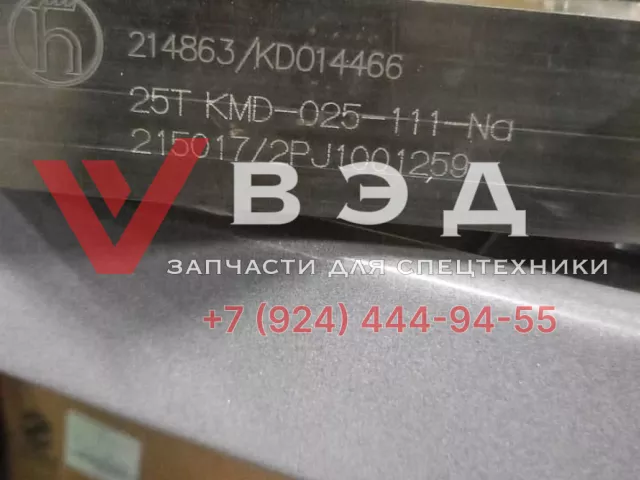 h
214863/KD014466
25T KMD-025-111-Na
215017/2PJ1001259
ВЭД
ЗАПЧАСТИ ДЛЯ СПЕЦТЕХНИКИ
+7 (924) 444-94-55